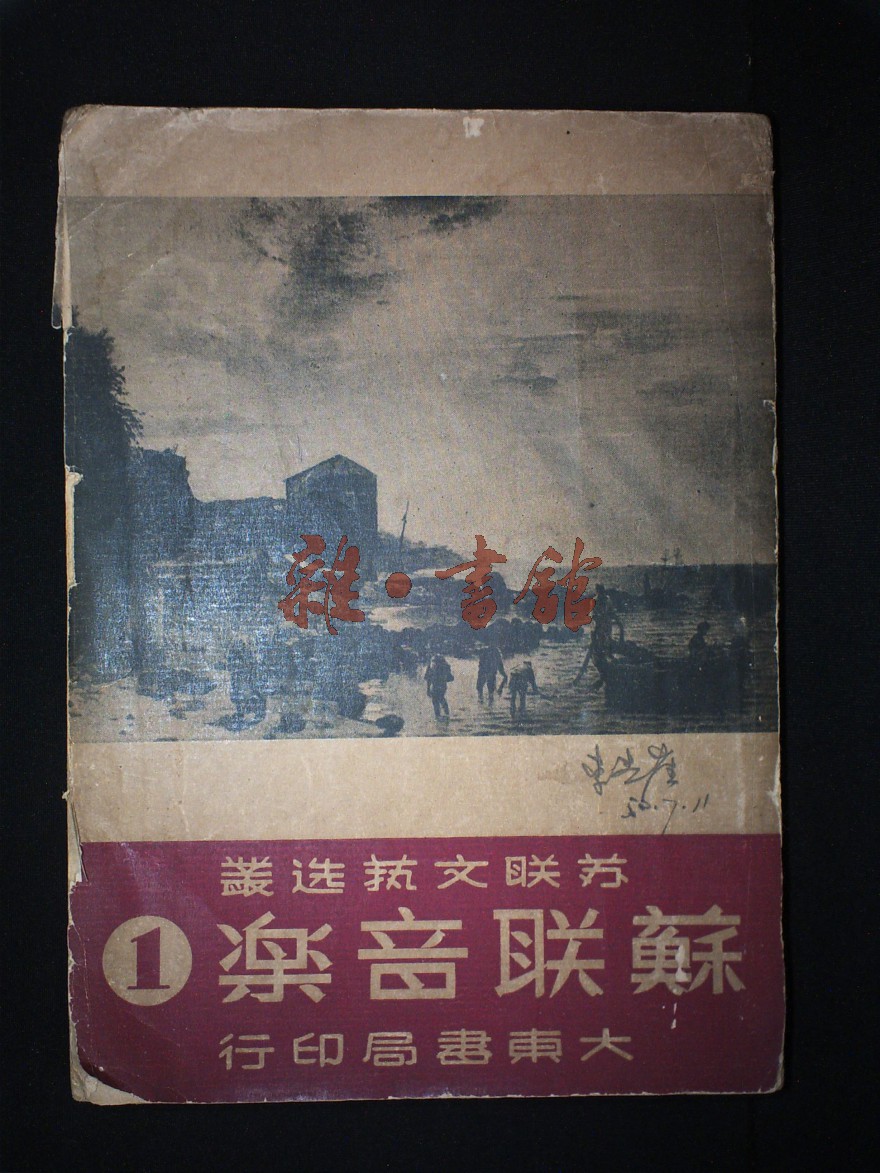 雜·書館
50.7.11
苏联文执选叢
蘇联音楽 1
大東書局印行